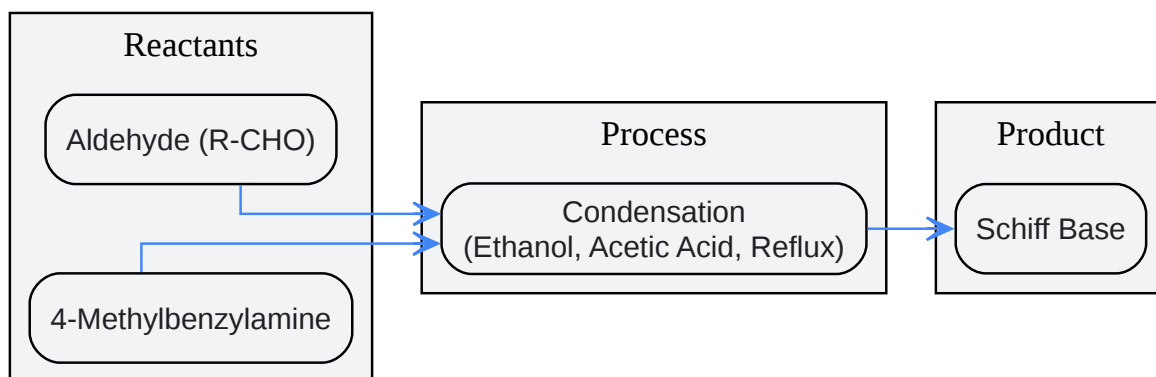 Reactants
Aldehyde (R-CHO)
4-Methylbenzylamine
Process
Condensation
(Ethanol, Acetic Acid, Reflux)
Product
Schiff Base